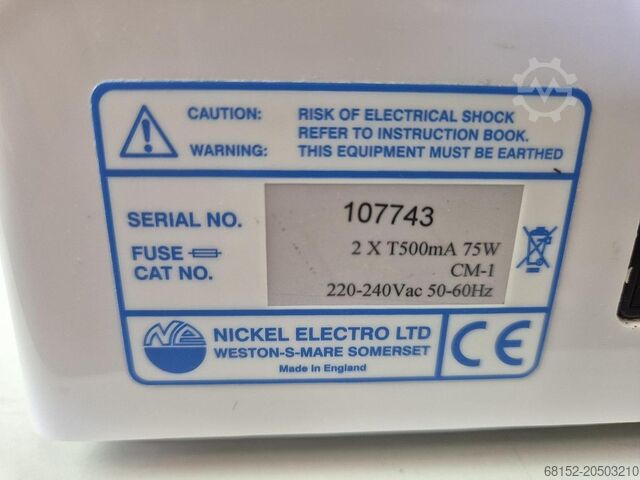 CAUTION: RISK OF ELECTRICAL SHOCK
REFER TO INSTRUCTION BOOK.
WARNING: THIS EQUIPMENT MUST BE EARTHED
SERIAL NO. 107743
FUSE 2 X T500mA 75W
CAT NO. CM-1
220-240Vac 50-60Hz
NE NICKEL ELECTRO LTD
WESTON-S-MARE SOMERSET
Made in England
CE
68152-20503210